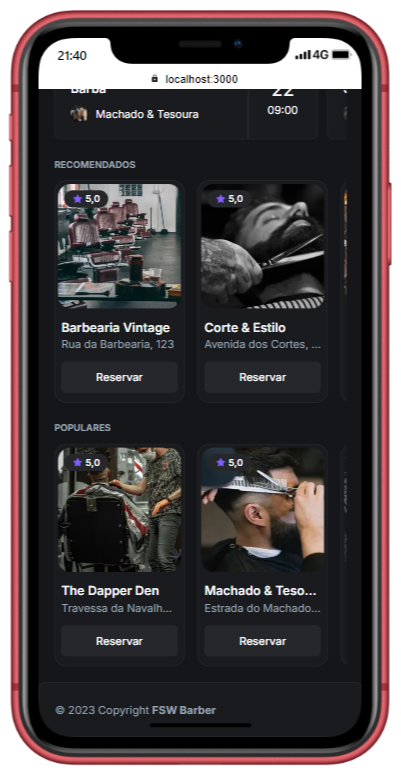 21:40
4G
localhost:3000
Barba
22
Machado & Tesoura
09:00
RECOMENDADOS
5,0
5,0
Barbearia Vintage
Corte & Estilo
Rua da Barbearia, 123
Avenida dos Cortes, ...
Reservar
Reservar
POPULARES
5,0
5,0
The Dapper Den
Machado & Teso...
Travessa da Navalh...
Estrada do Machado...
Reservar
Reservar
© 2023 Copyright FSW Barber